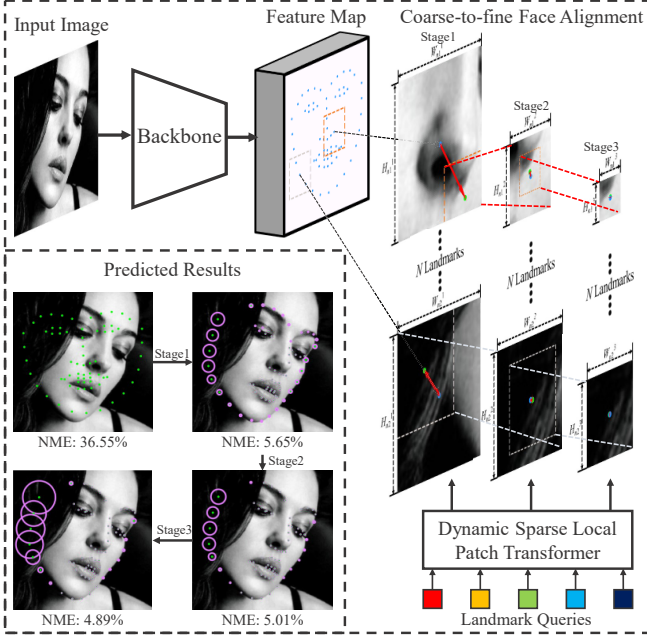 Input Image
Feature Map
Coarse-to-fine Face Alignment
Stage1
Stage2
Stage3
Backbone
N Landmarks
N Landmarks
N Landmarks
Predicted Results
Stage1
NME: 36.55%
NME: 5.65%
Stage2
Stage3
NME: 4.89%
NME: 5.01%
Dynamic Sparse Local
Patch Transformer
Landmark Queries